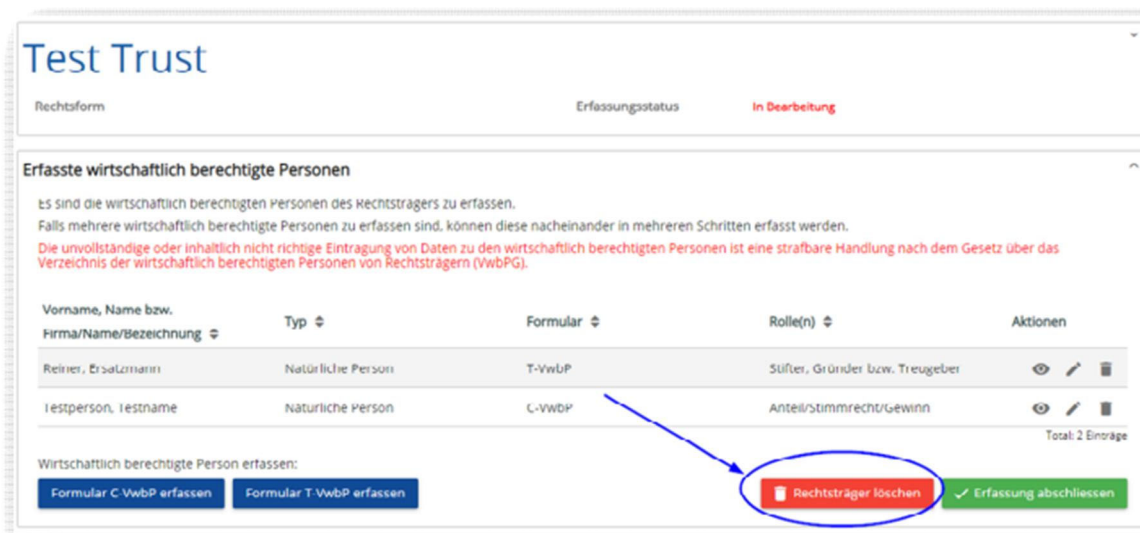 Test Trust
Rechtsform Erfassungsstatus In Bearbeitung
Erfasste wirtschaftlich berechtigte Personen
Es sind die wirtschaftlich berechtigten Personen des Rechtsträgers zu erfassen.
Falls mehrere wirtschaftlich berechtigte Personen zu erfassen sind, können diese nacheinander in mehreren Schritten erfasst werden.
Die unvollständige oder inhaltlich nicht richtige Eintragung von Daten zu den wirtschaftlich berechtigten Personen ist eine strafbare Handlung nach dem Gesetz über das
Verzeichnis der wirtschaftlich berechtigten Personen von Rechtsträgern (VwbPG).
Vorname, Name bzw.
Firma/Name/Bezeichnung Typ Formular Rolle(n) Aktionen
Reiner, Ersatzmann Natürliche Person T-VwbP Stifter, Gründer bzw. Treugeber
Testperson, Testname Natürliche Person C-VwbP Anteil/Stimmrecht/Gewinn
Total: 2 Einträge
Wirtschaftlich berechtigte Person erfassen:
Formular C-VwbP erfassen Formular T-VwbP erfassen Rechtsträger löschen Erfassung abschliessen